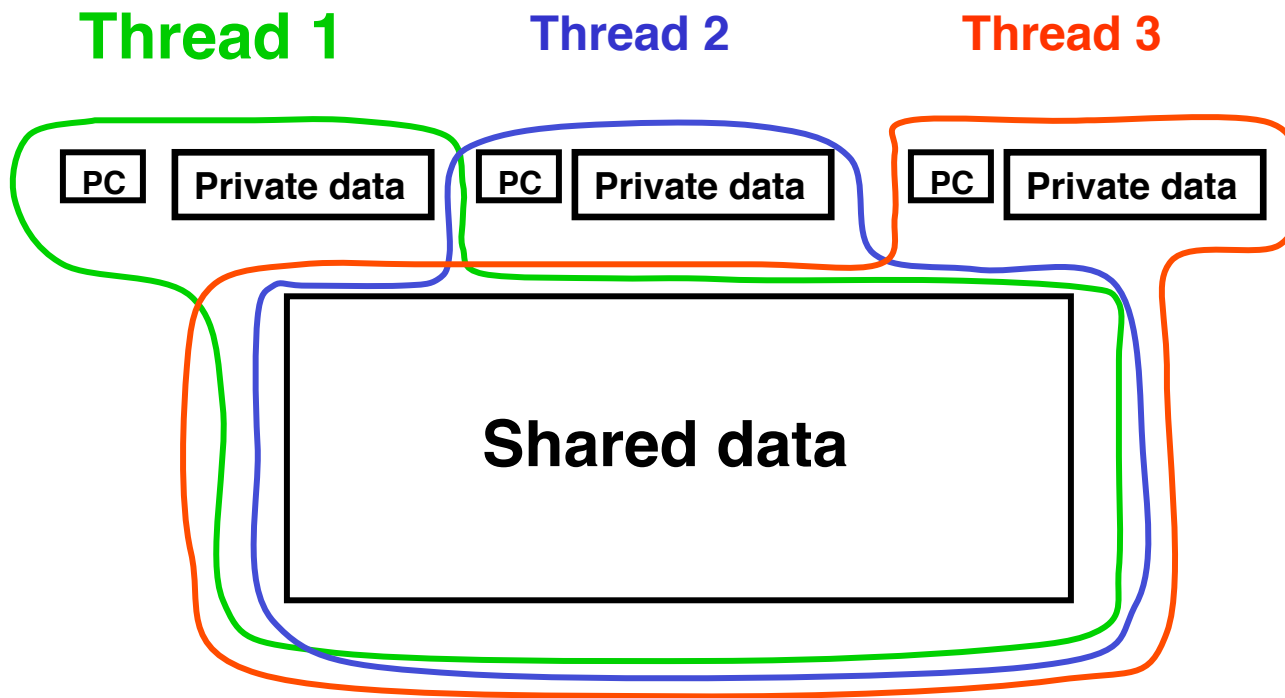 Thread 1 Thread 2 Thread 3
PC Private data PC Private data PC Private data
Shared data